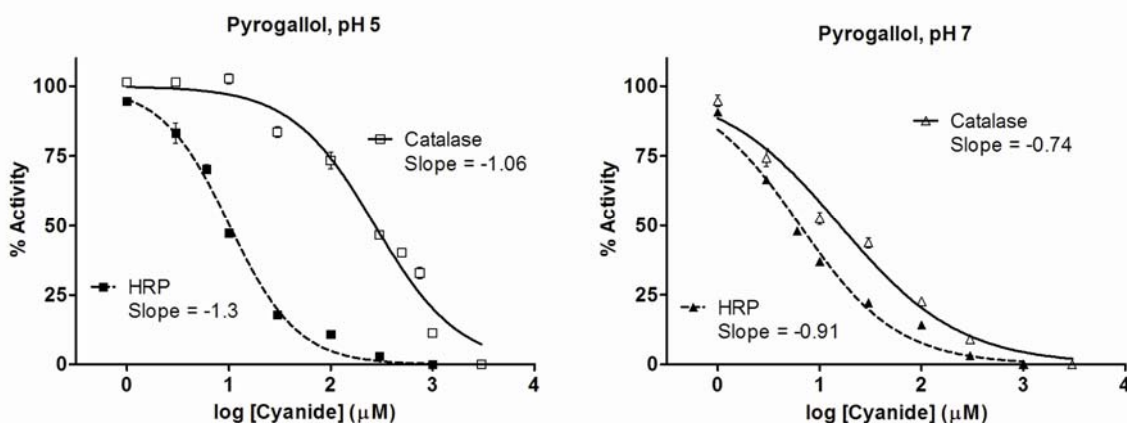 Pyrogallol, pH 5
% Activity
100
75
50
25
0
Catalase
Slope = -1.06
HRP
Slope = -1.3
0 1 2 3 4
log [Cyanide] (μM)
Pyrogallol, pH 7
% Activity
100
75
50
25
0
Catalase
Slope = -0.74
HRP
Slope = -0.91
0 1 2 3 4
log [Cyanide] (μM)